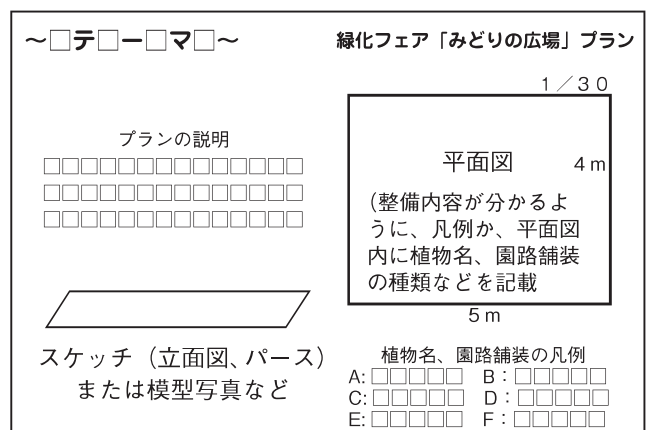 ～□テ□ー□マ□～
緑化フェア「みどりの広場」プラン
プランの説明
□□□□□□□□□□□□□□
□□□□□□□□□□□□□□
□□□□□□□□□□□□□□
1／30
平面図
4m
（整備内容が分かるよ
うに、凡例か、平面図
内に植物名、園路舗装
の種類などを記載
5m
スケッチ（立面図、パース）
または模型写真など
植物名、園路舗装の凡例
A:□□□□□ B：□□□□□
C:□□□□□ D：□□□□□
E:□□□□□ F：□□□□□